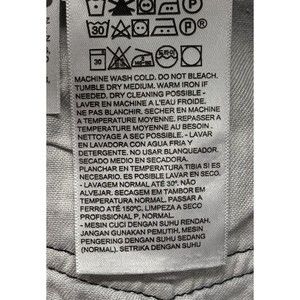 P
30
MACHINE WASH COLD. DO NOT BLEACH.
TUMBLE DRY MEDIUM. WARM IRON IF
NEEDED. DRY CLEANING POSSIBLE -
LAVER EN MACHINE A L'EAU FROIDE.
NE PAS BLANCHIR. SECHER EN MACHINE
A TEMPERATURE MOYENNE. REPASSER A
TEMPERATURE MOYENNE AU BESOIN.
NETTOYAGE A SEC POSSIBLE. - LAVAR
EN LAVADORA CON AGUA FRIA Y
DETERGENTE. NO USAR BLANQUEADOR.
SECADO MEDIO EN SECADORA.
PLANCHAR EN TEMPERATURA TIBIA SI ES
NECESARIO. ES POSIBLE LAVAR EN SECO.
- LAVAGEM NORMAL ATÉ 30º. NÃO
ALVEJAR. SECAGEM EM TAMBOR EM
TEMPERATURA NORMAL. PASSAR A
FERRO ATÉ 150ºC. LIMPEZA A SECO
PROFISSIONAL P, NORMAL.
- MESIN CUCI DENGAN SUHU RENDAH.
JANGAN GUNAKAN PEMUTIH. MESIN
PENGERING DENGAN SUHU SEDANG
(NORMAL). SETRIKA DENGAN SUHU